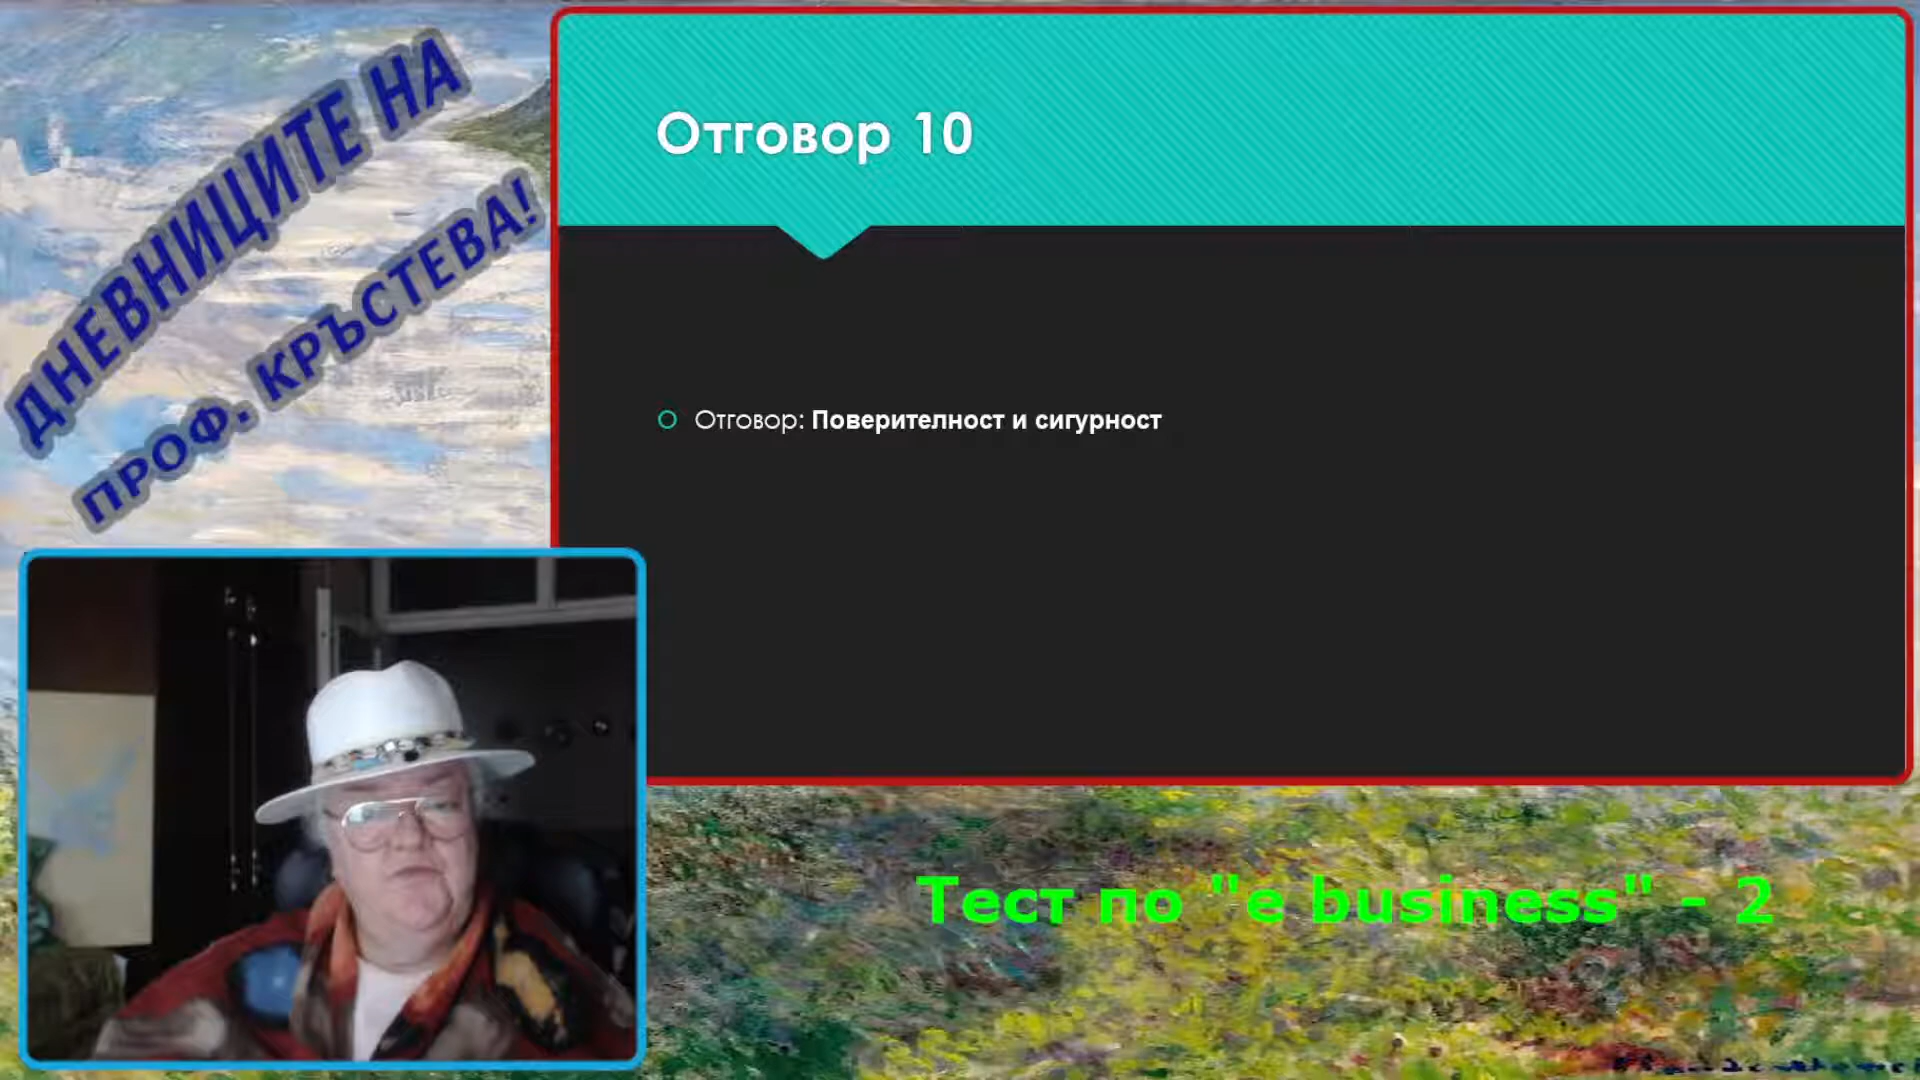 ДНЕВНИЦИТЕ НА
ПРОФ. КРЪСТЕВА!
Отговор 10
Отговор: Поверителност и сигурност
Тест по "e business" - 2